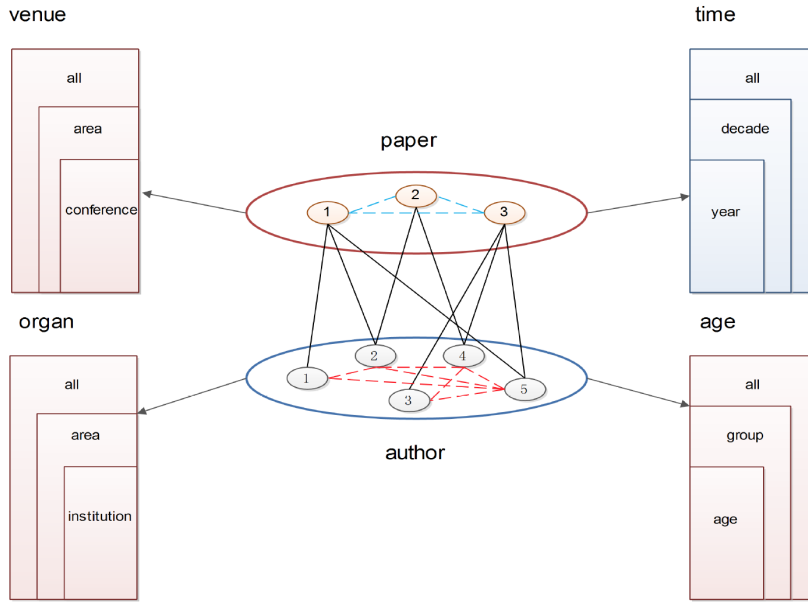 venue
all
area
conference
time
all
decade
year
paper
1
2
3
organ
all
area
institution
1
2
3
4
5
author
age
all
group
age